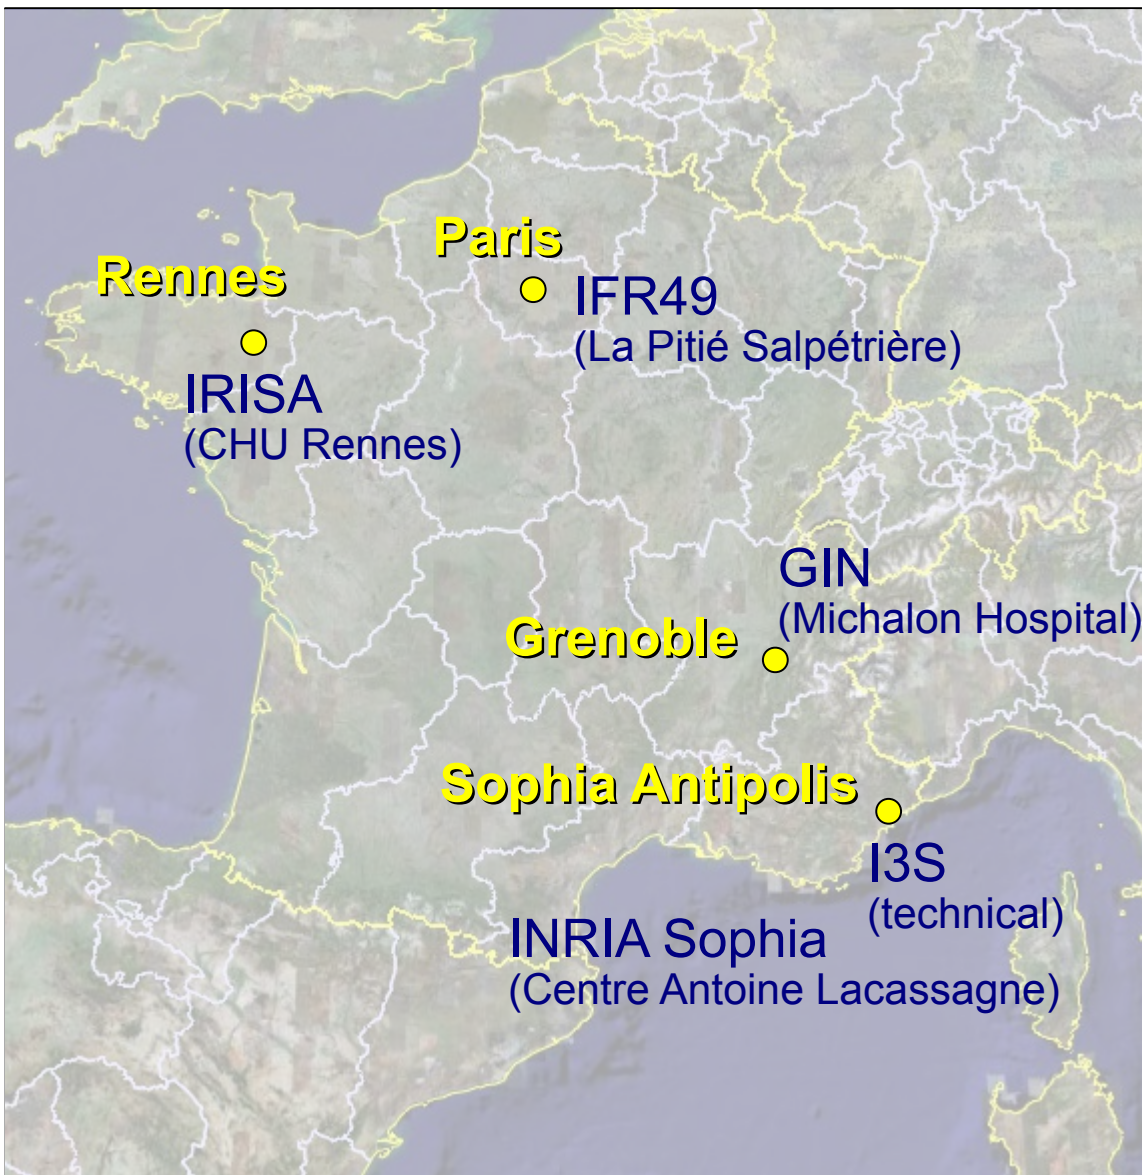 Paris
Rennes
IFR49
(La Pitié Salpétrière)
IRISA
(CHU Rennes)
GIN
(Michalon Hospital)
Grenoble
Sophia Antipolis
I3S
(technical)
INRIA Sophia
(Centre Antoine Lacassagne)